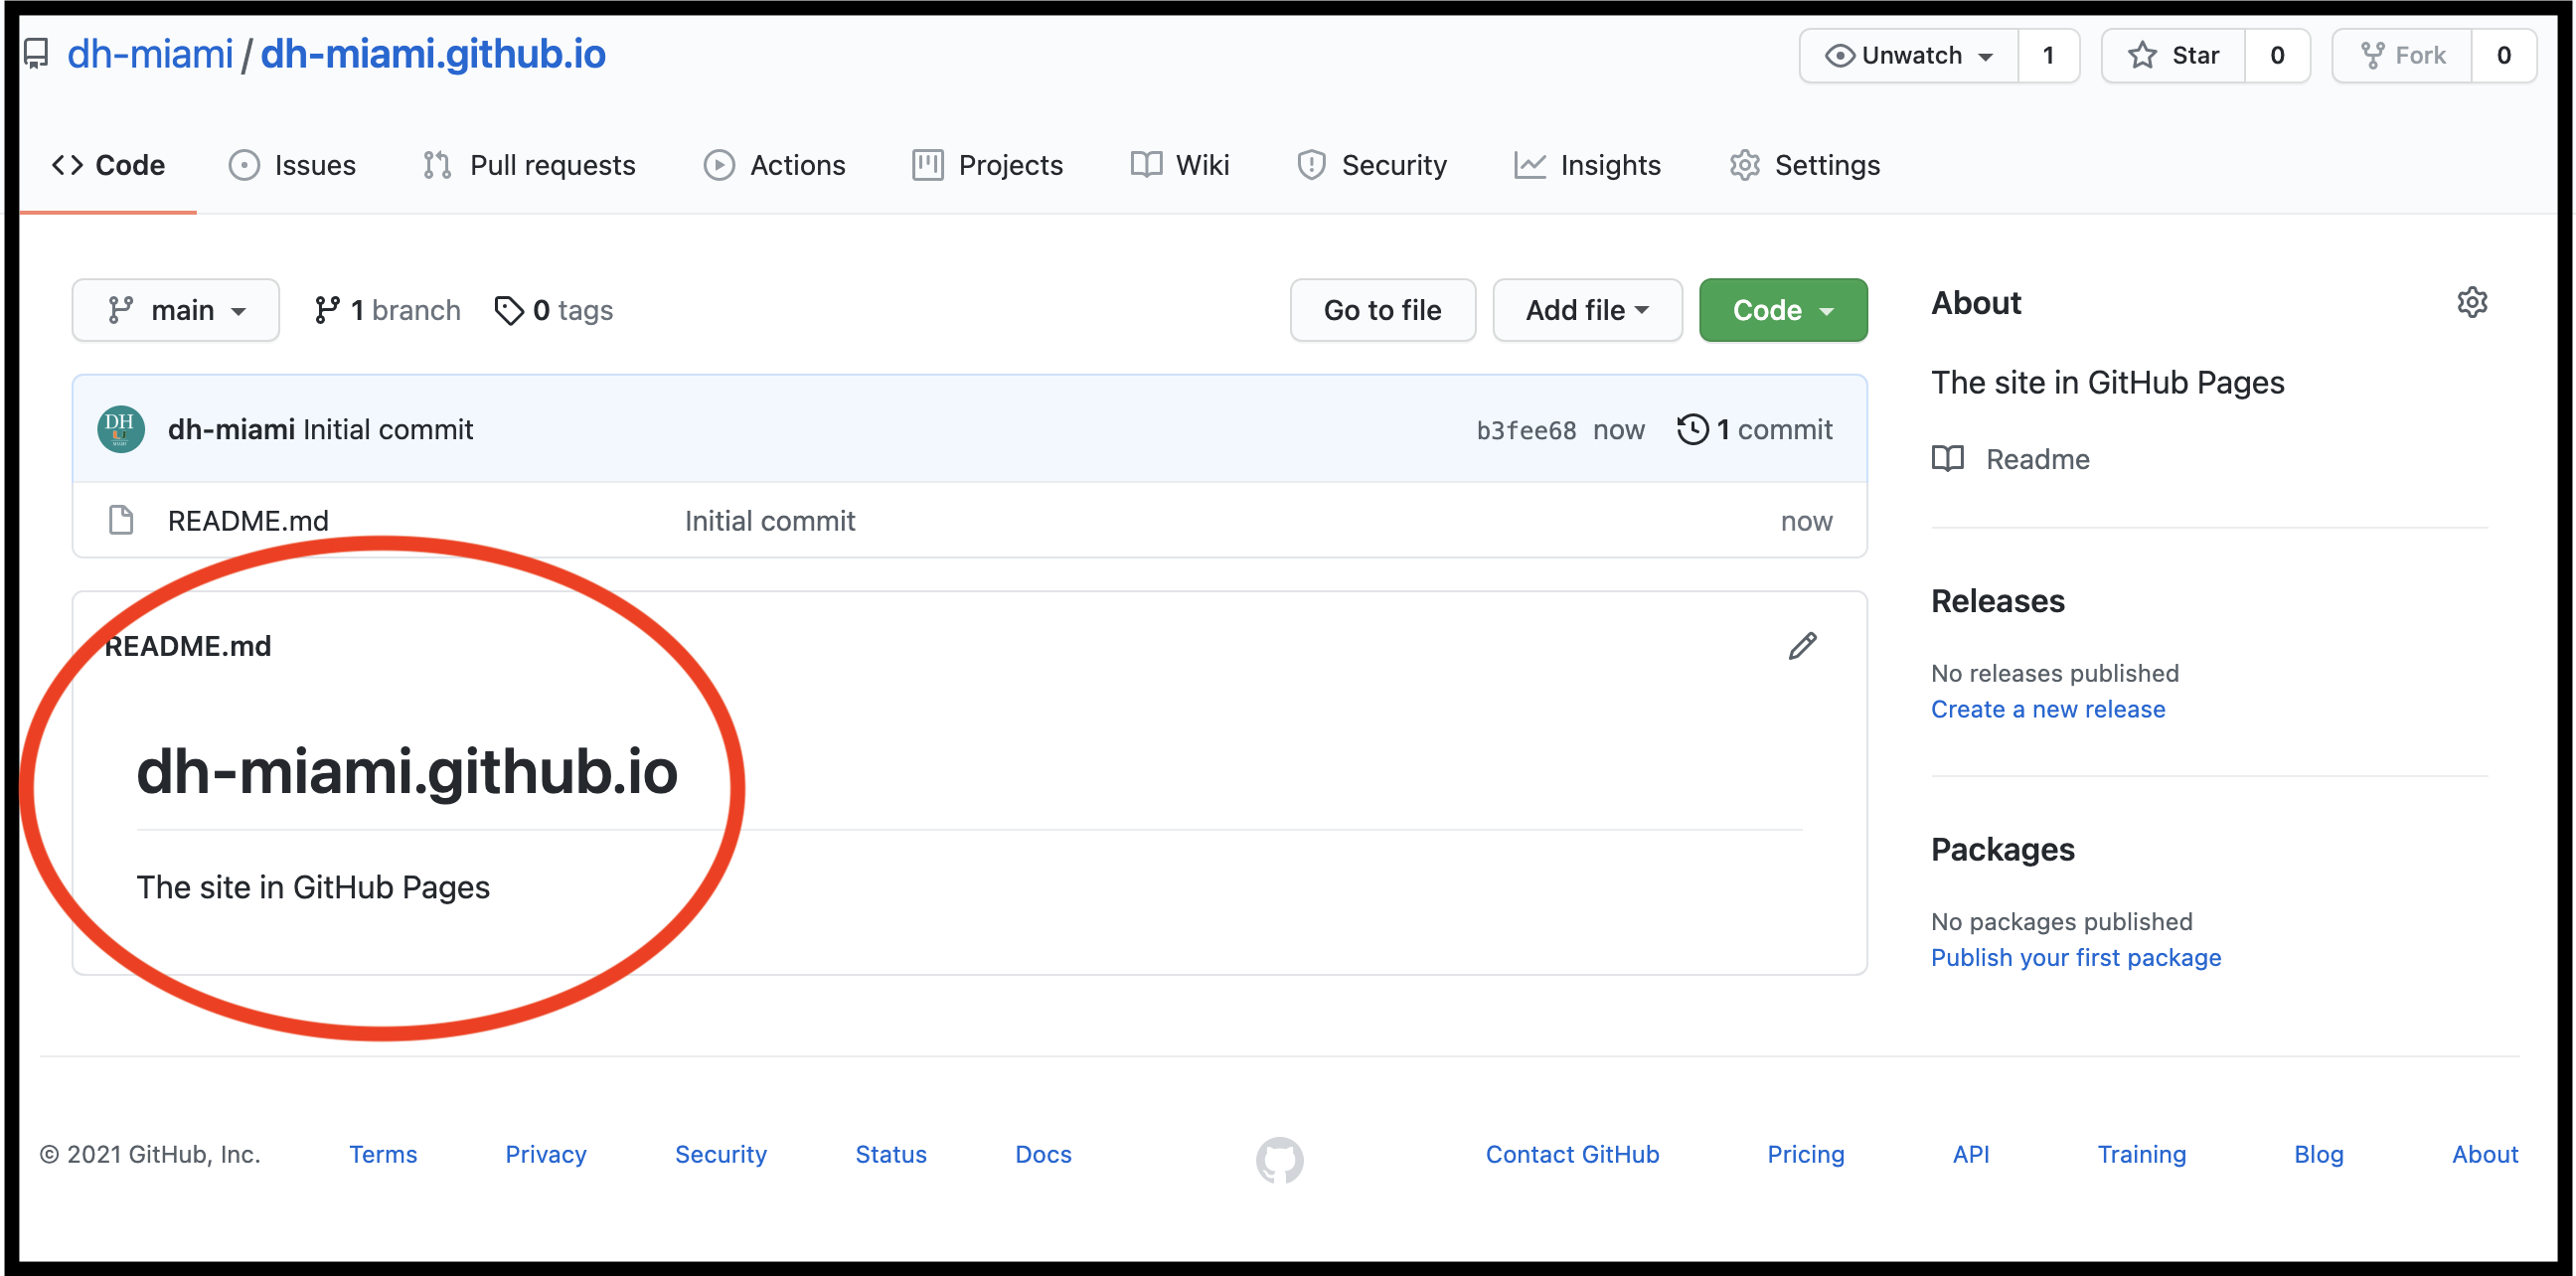 dh-miami / dh-miami.github.io
Unwatch 1 Star 0 Fork 0
Code Issues Pull requests Actions Projects Wiki Security Insights Settings
main 1 branch 0 tags Go to file Add file Code
DH
U
dh-miami Initial commit b3fee68 now 1 commit
README.md Initial commit now
README.md
dh-miami.github.io
The site in GitHub Pages
About
The site in GitHub Pages
Readme
Releases
No releases published
Create a new release
Packages
No packages published
Publish your first package
© 2021 GitHub, Inc. Terms Privacy Security Status Docs Contact GitHub Pricing API Training Blog About